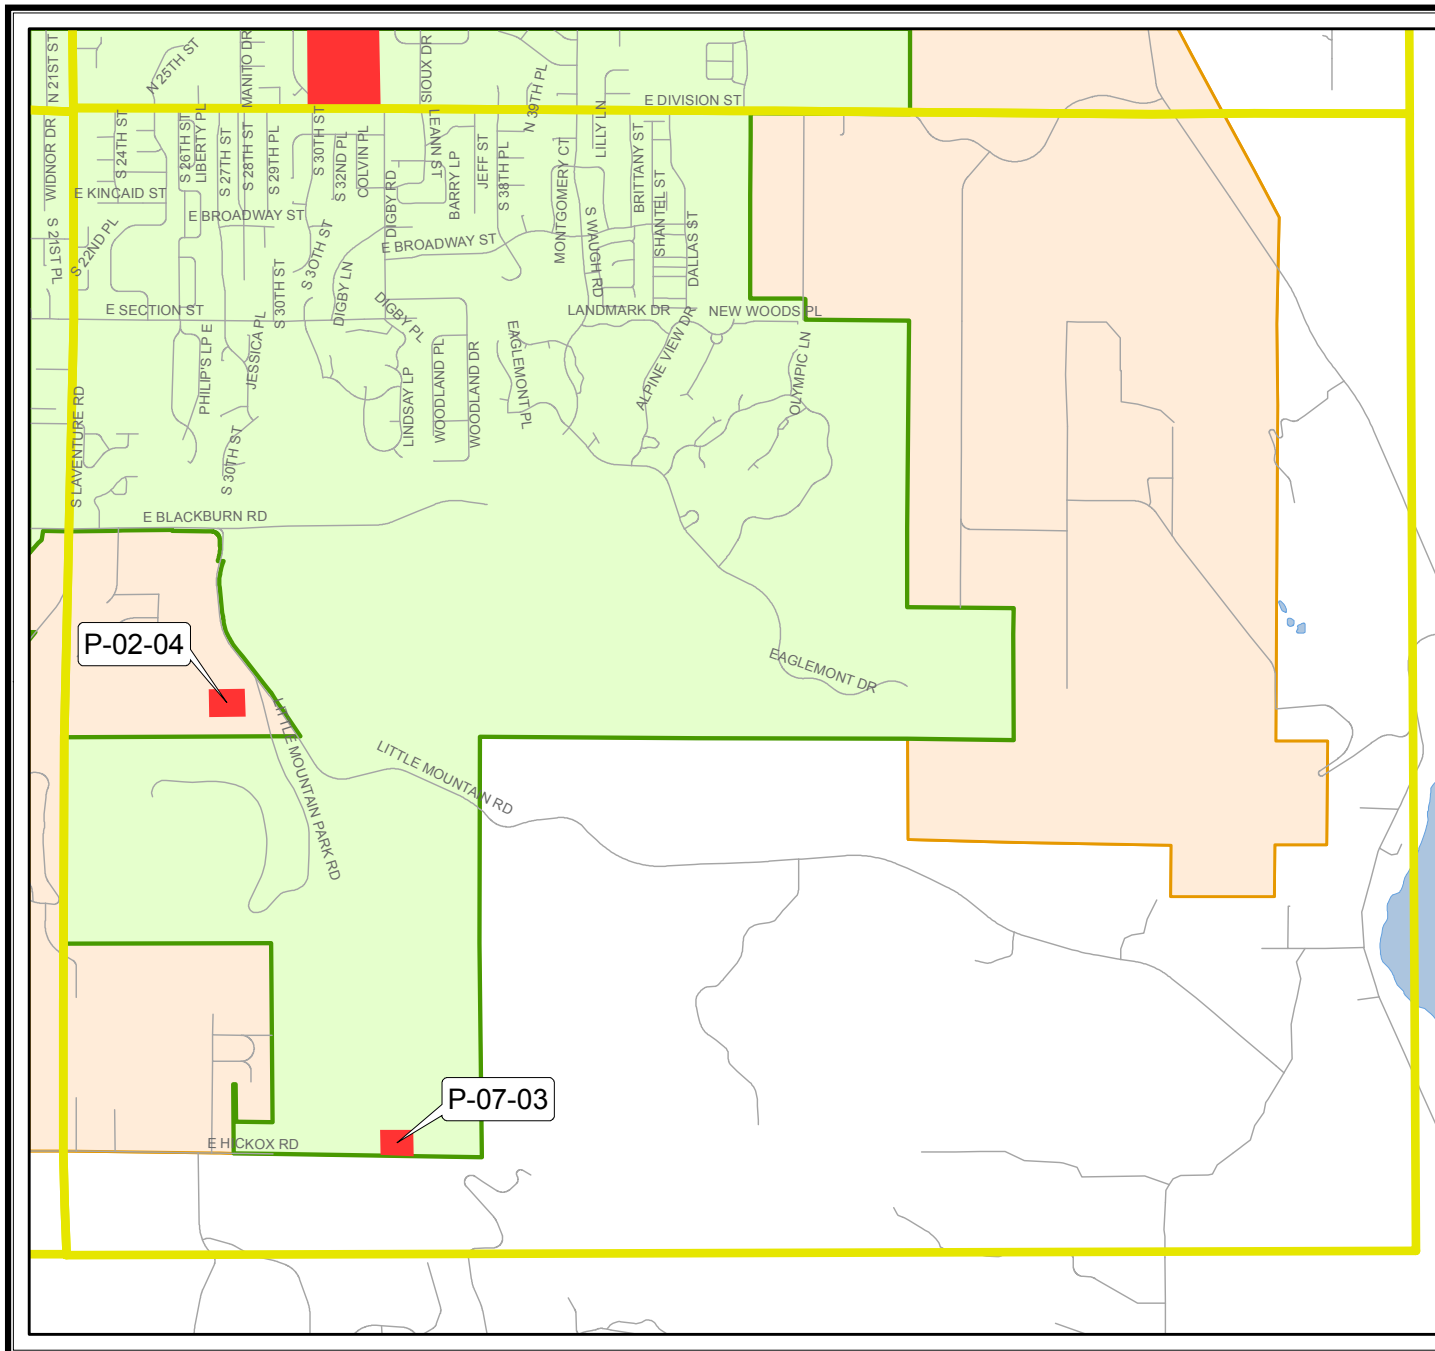 N 21ST ST
N 25TH ST
MANITO DR
SIOUX DR
N 39TH PL
E DIVISION ST
WIDNOR DR
S 24TH ST
S 26TH ST
LIBERTY PL
S 27TH ST
S 28TH ST
S 29TH PL
S 30TH ST
S 32ND PL
COLVIN PL
DIGBY RD
LEANN ST
BARRY LP
JEFF ST
S 38TH PL
MONTGOMERY CT
LILLY LN
BRITTANY ST
SHANTEL ST
DALLAS ST
S WAUGH RD
E KINCAID ST
E BROADWAY ST
E BROADWAY ST
S 21ST PL
S 22ND PL
S 30TH ST
S 30TH ST
DIGBY LN
DIGBY PL
E SECTION ST
LANDMARK DR
NEW WOODS PL
PHILIP'S LP E
JESSICA PL
LINDSAY LP
WOODLAND PL
WOODLAND DR
EAGLEMONT PL
ALPINE VIEW DR
OLYMPIC LN
S LAVENTURE RD
S 30TH ST
E BLACKBURN RD
P-02-04
EAGLEMONT DR
LITTLE MOUNTAIN PARK RD
LITTLE MOUNTAIN RD
P-07-03
E HICKOX RD